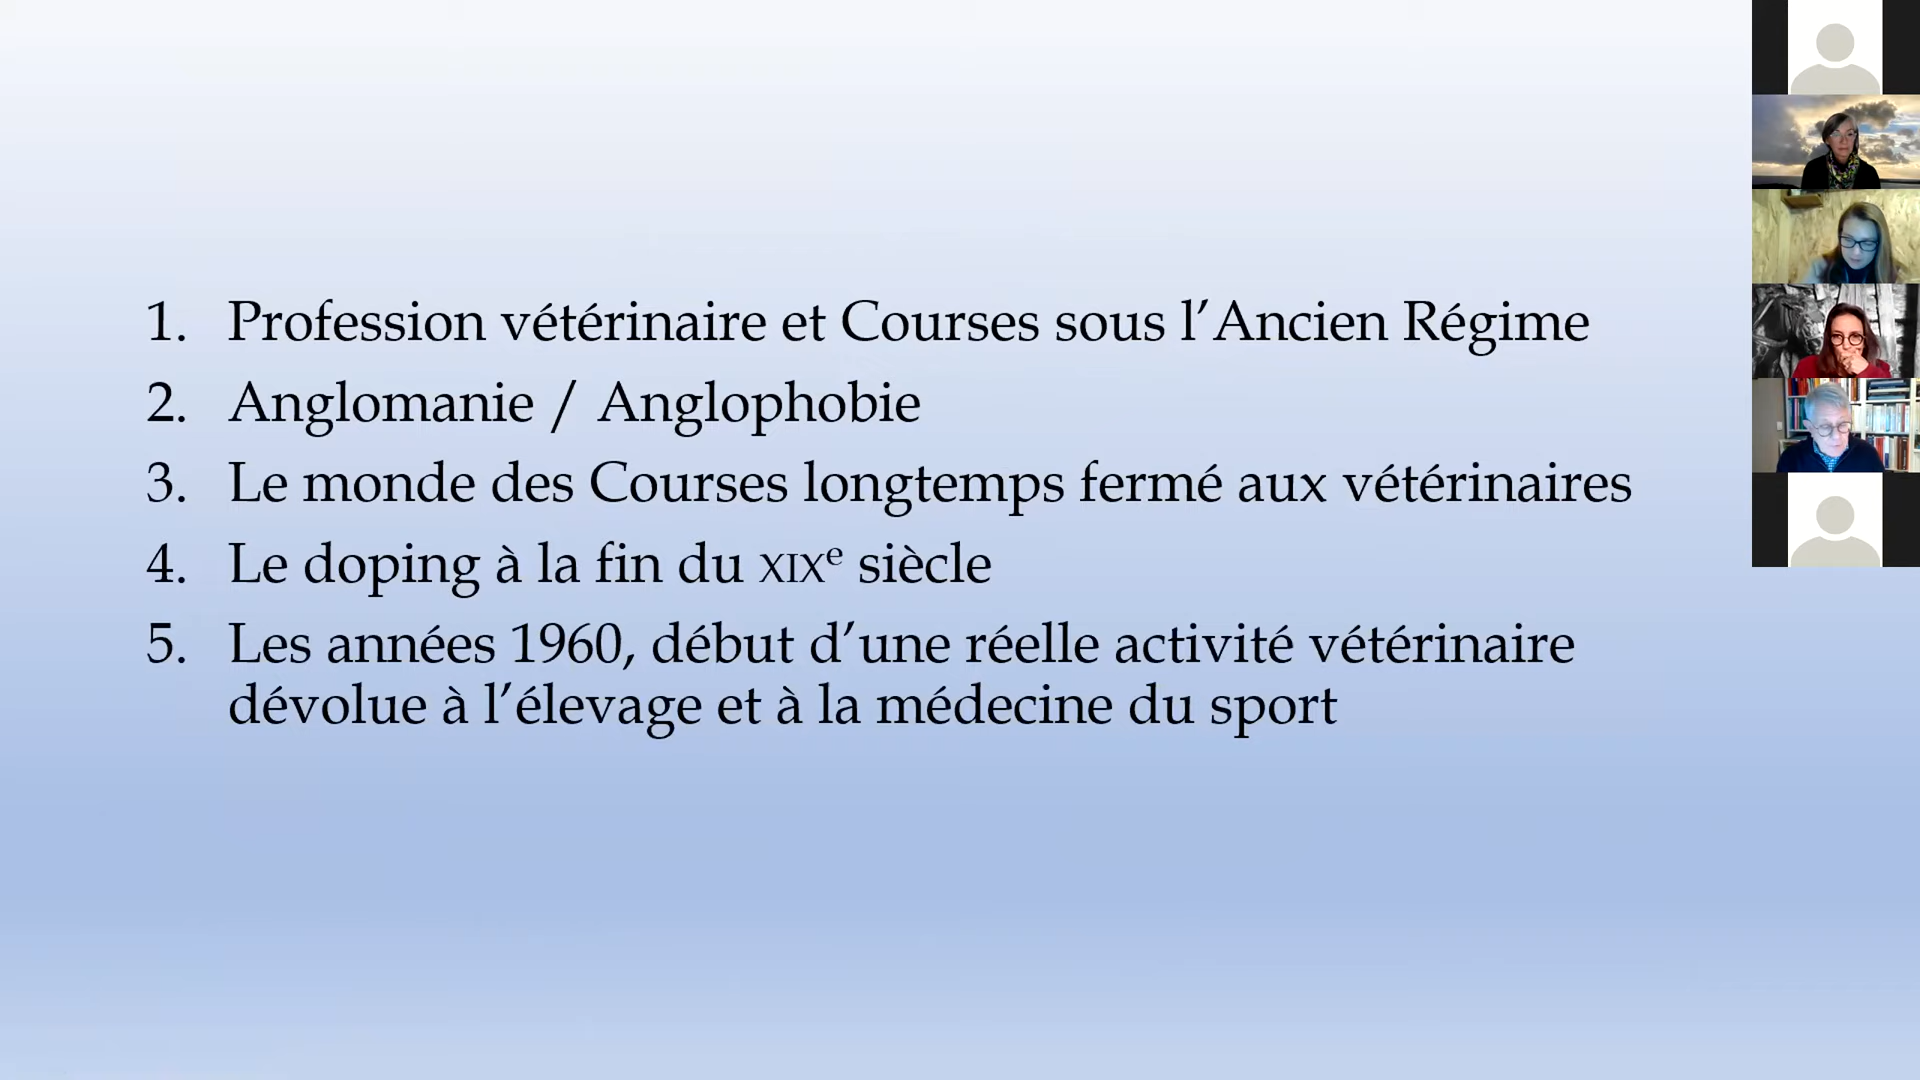 1. Profession vétérinaire et Courses sous l’Ancien Régime
2. Anglomanie / Anglophobie
3. Le monde des Courses longtemps fermé aux vétérinaires
4. Le doping à la fin du XIXe siècle
5. Les années 1960, début d’une réelle activité vétérinaire
dévolue à l’élevage et à la médecine du sport